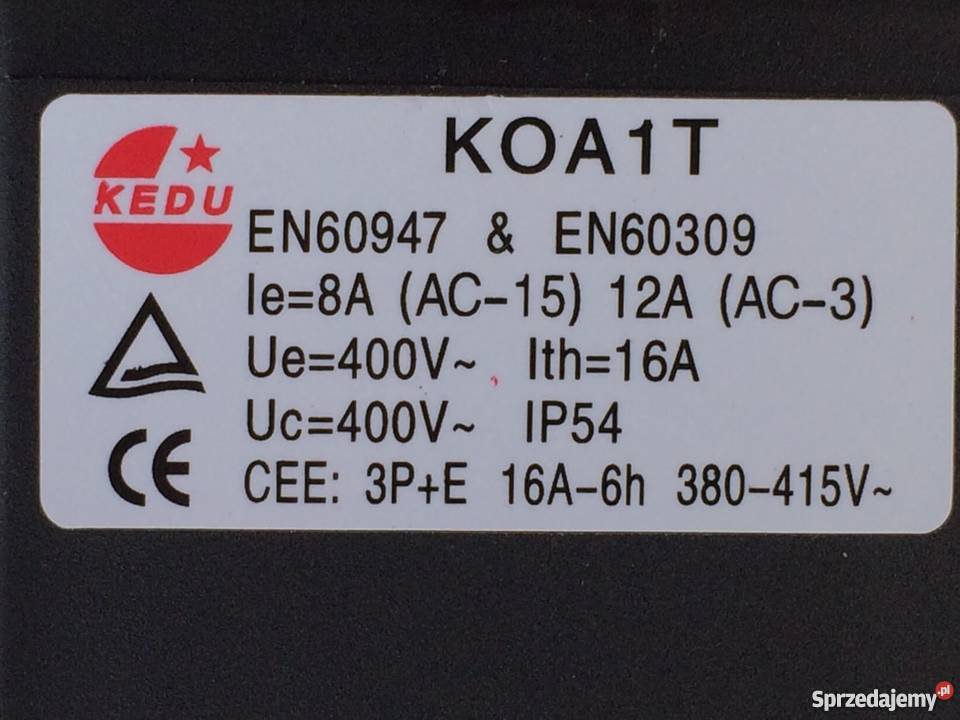 KOA1T
KEDU
EN60947 & EN60309
Ie=8A (AC-15) 12A (AC-3)
Ue=400V~ Ith=16A
Uc=400V~ IP54
CE
CEE: 3P+E 16A-6h 380-415V~
Sprzedajemy.pl